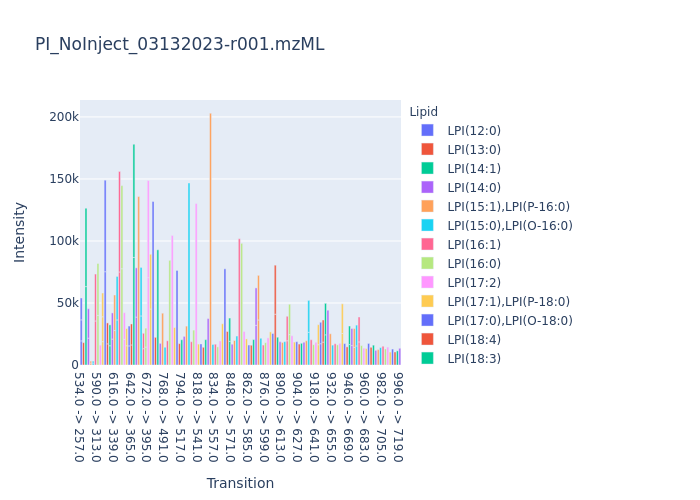 PI_NoInject_03132023-r001.mzML
Lipid
LPI(12:0)
LPI(13:0)
LPI(14:1)
LPI(14:0)
LPI(15:1),LPI(P-16:0)
LPI(15:0),LPI(O-16:0)
LPI(16:1)
LPI(16:0)
LPI(17:2)
LPI(17:1),LPI(P-18:0)
LPI(17:0),LPI(O-18:0)
LPI(18:4)
LPI(18:3)
Intensity
200k
150k
100k
50k
0
534.0 -> 257.0
590.0 -> 313.0
616.0 -> 339.0
642.0 -> 365.0
672.0 -> 395.0
768.0 -> 491.0
794.0 -> 517.0
818.0 -> 541.0
834.0 -> 557.0
848.0 -> 571.0
862.0 -> 585.0
876.0 -> 599.0
890.0 -> 613.0
904.0 -> 627.0
918.0 -> 641.0
932.0 -> 655.0
946.0 -> 669.0
960.0 -> 683.0
982.0 -> 705.0
996.0 -> 719.0
Transition